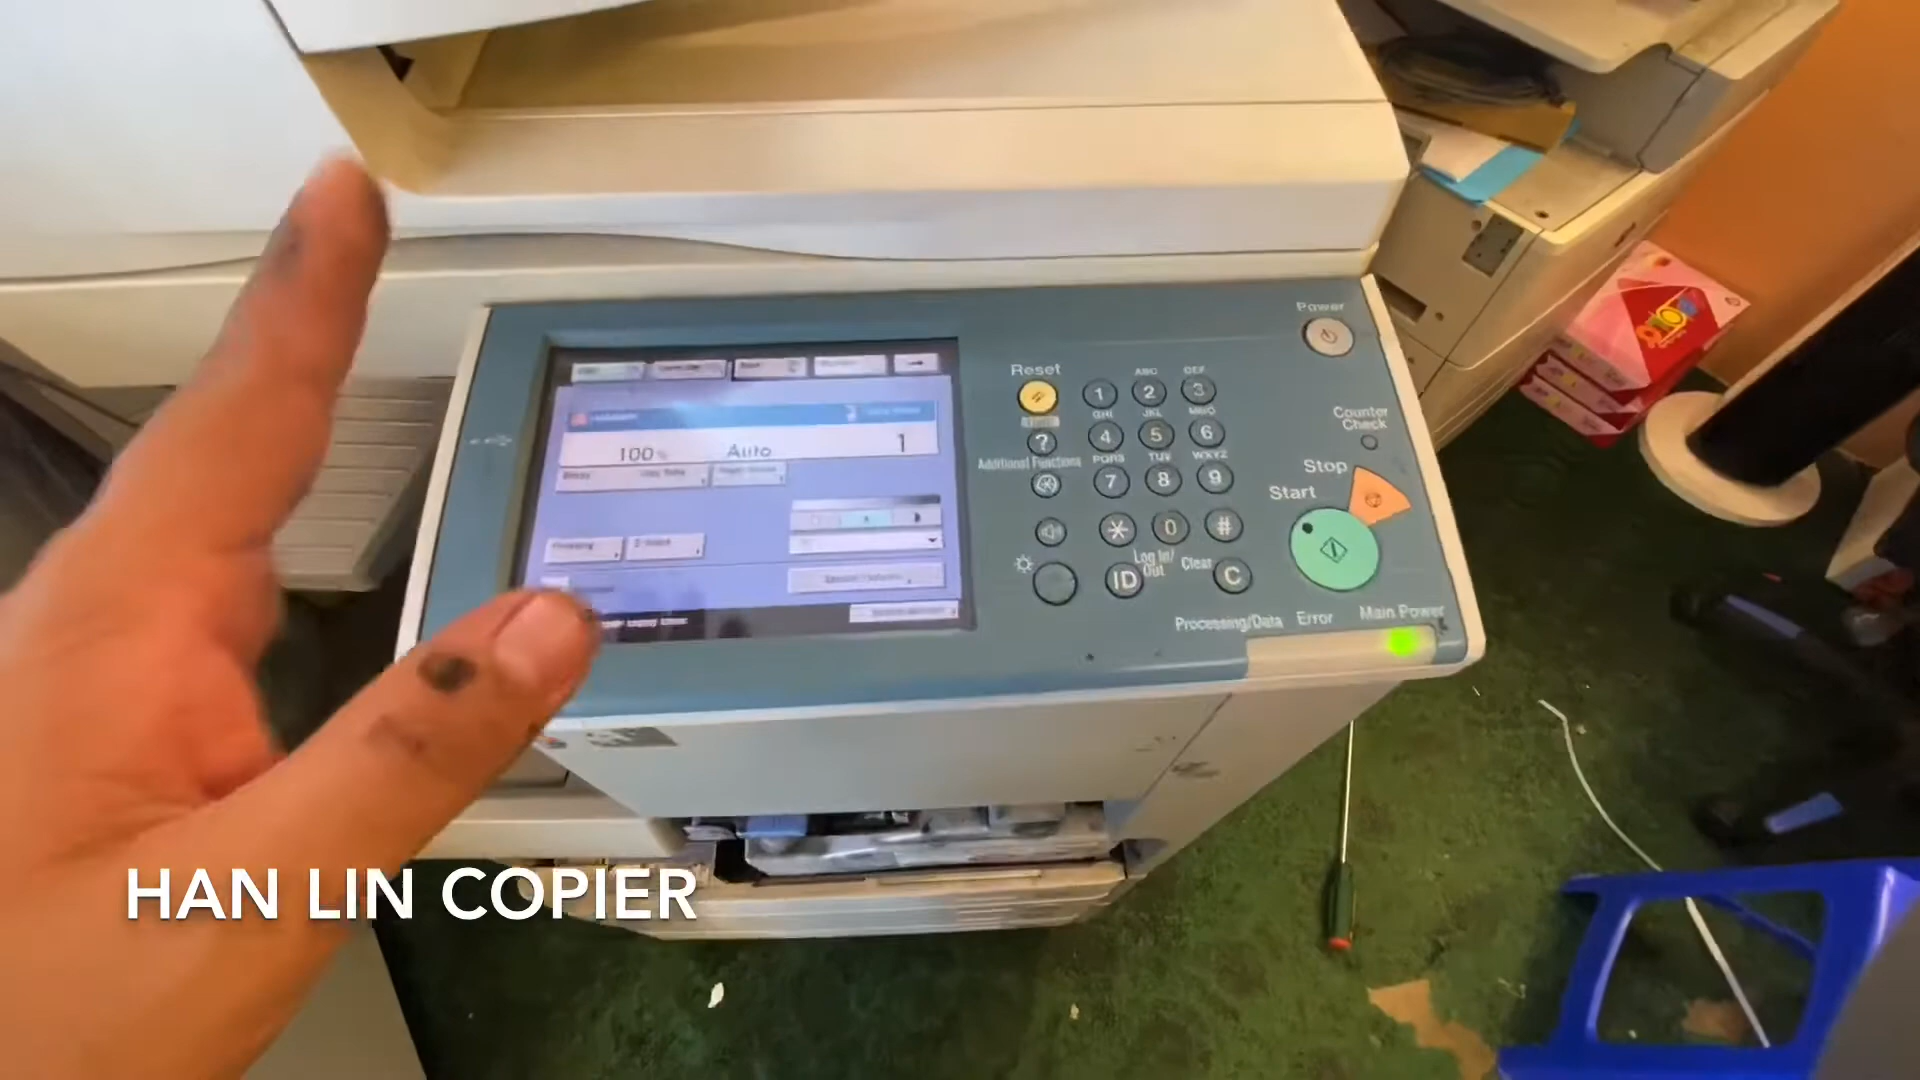 Power
Reset
1
ABC
2
DEF
3
Counter
Check
100%
Auto
1
?
GHI
4
JKL
5
MNO
6
Additional Functions
PQRS
7
TUV
8
WXYZ
9
Stop
Start
*
0
#
ID
Log In/
Out
Clear
C
Processing/Data
Error
Main Power
HAN LIN COPIER